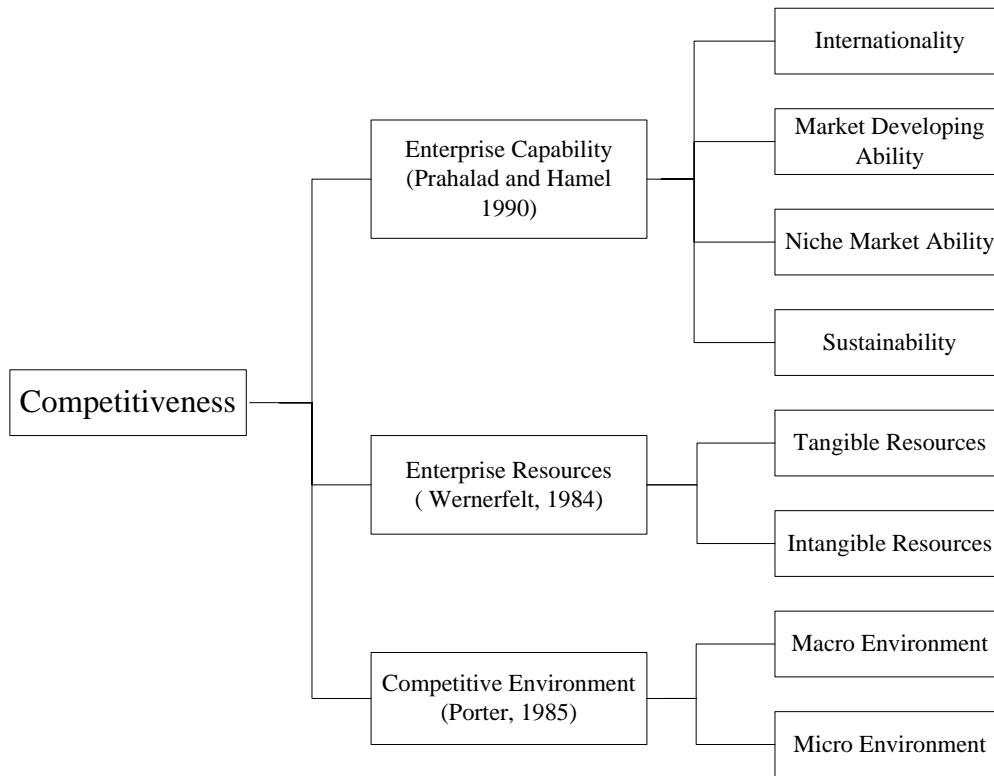 Internationality
Market Developing
Ability
Enterprise Capability
(Prahalad and Hamel
1990)
Niche Market Ability
Sustainability
Competitiveness
Tangible Resources
Enterprise Resources
( Wernerfelt, 1984)
Intangible Resources
Macro Environment
Competitive Environment
(Porter, 1985)
Micro Environment